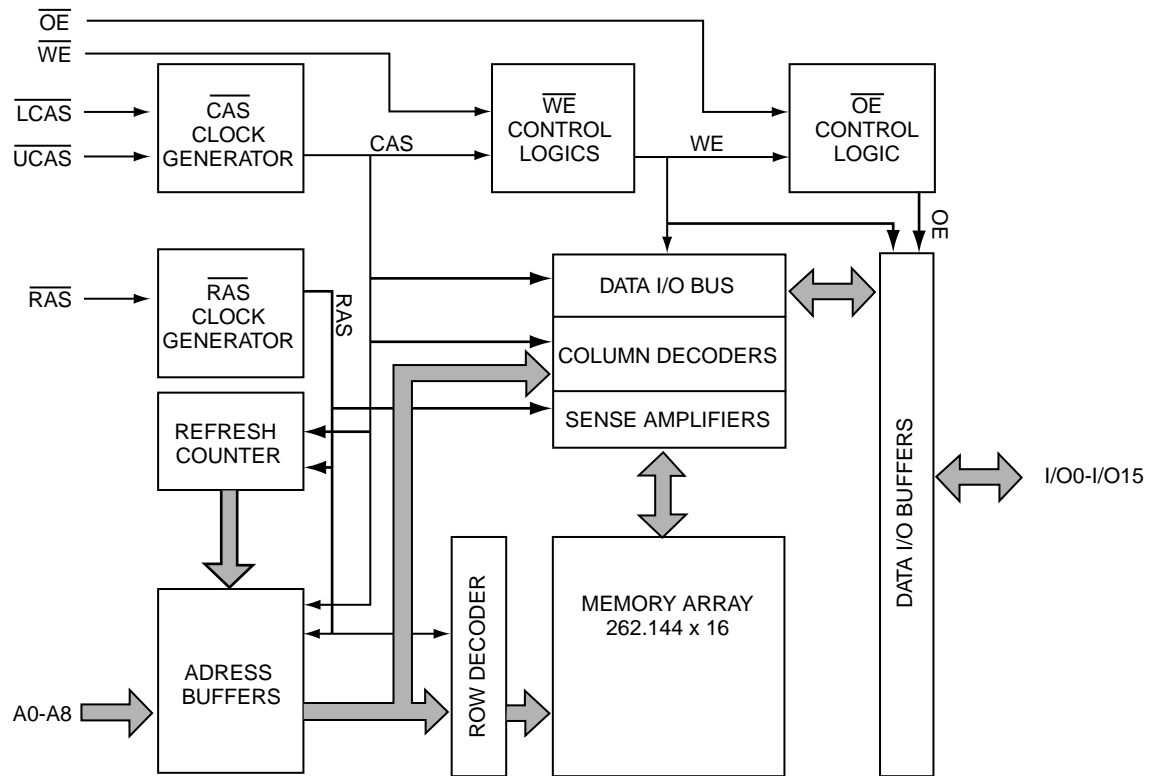 OE
WE
LCAS
UCAS
CAS
CLOCK
GENERATOR
CAS
WE
CONTROL
LOGICS
WE
OE
CONTROL
LOGIC
OE
RAS
RAS
CLOCK
GENERATOR
RAS
DATA I/O BUS
COLUMN DECODERS
SENSE AMPLIFIERS
REFRESH
COUNTER
DATA I/O BUFFERS
I/O0-I/O15
MEMORY ARRAY
262.144 x 16
ROW DECODER
ADRESS
BUFFERS
A0-A8